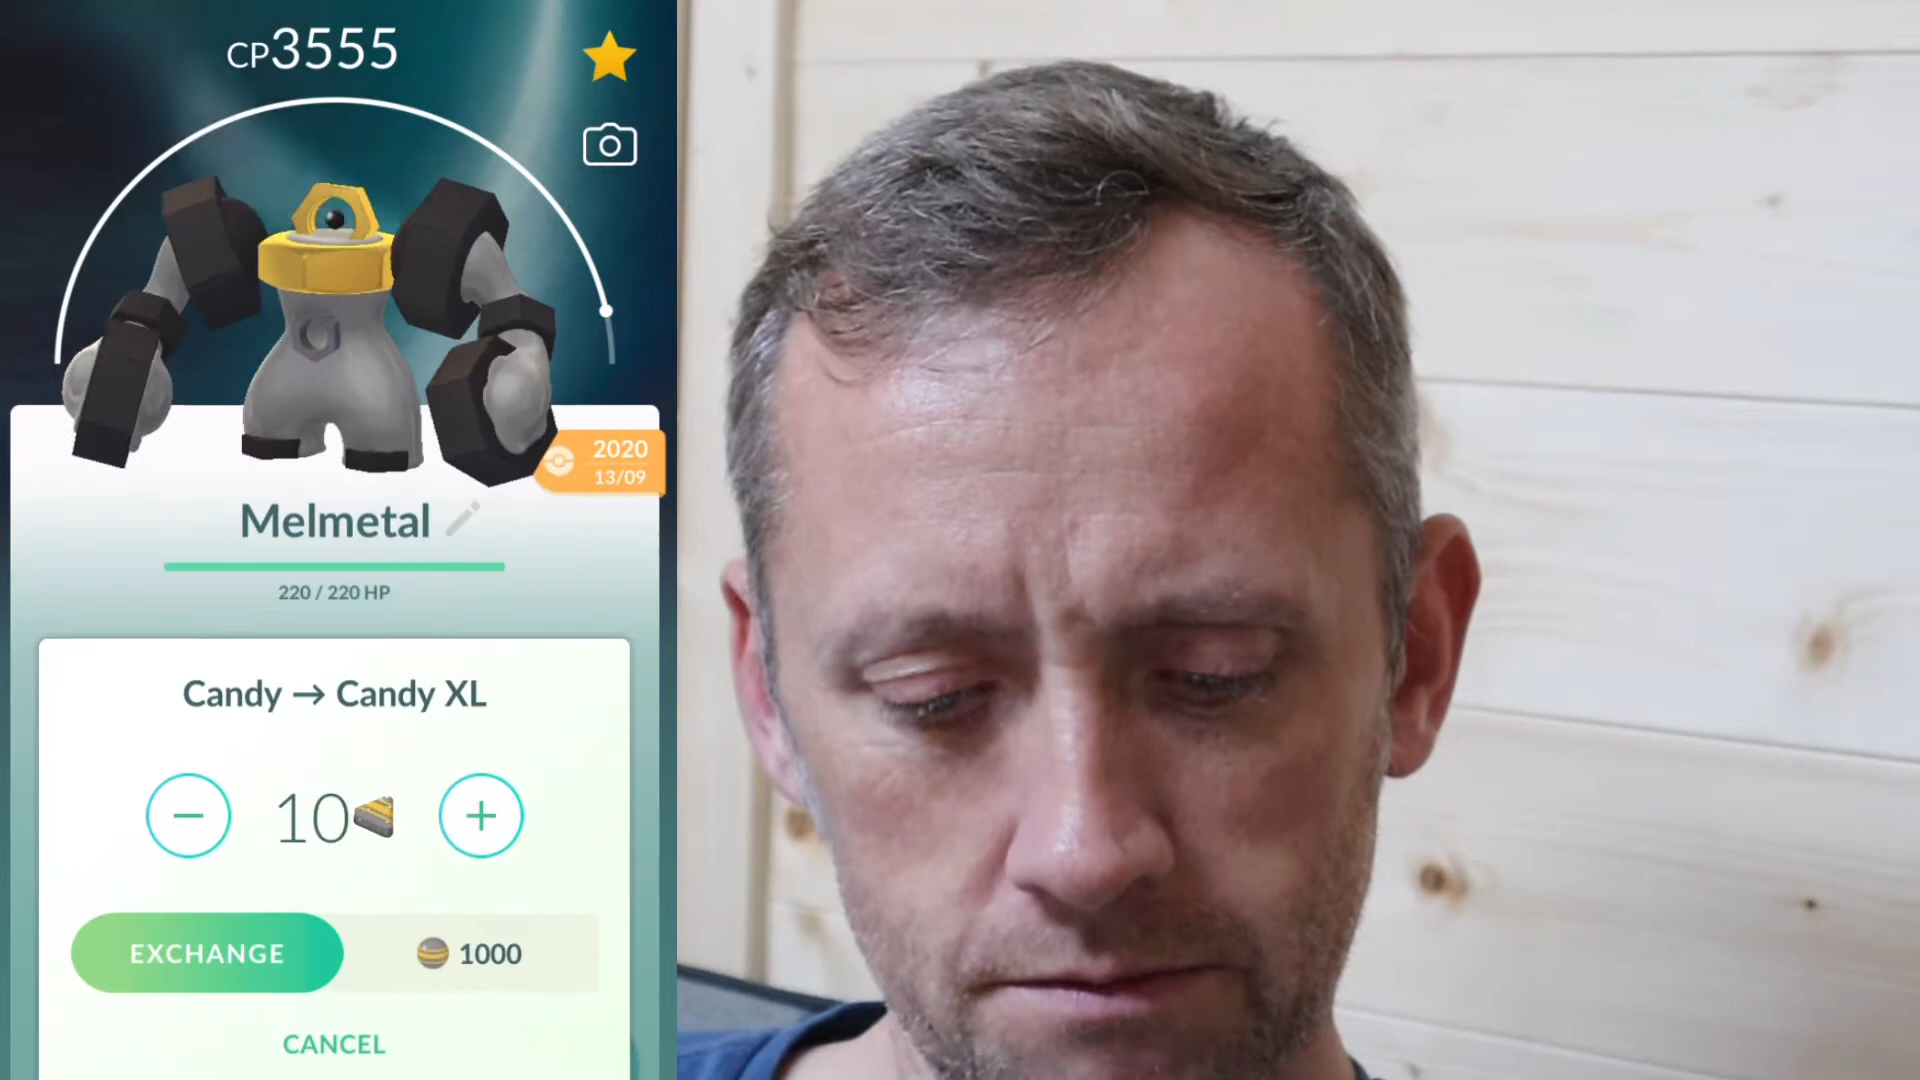 CP3555
2020
13/09
Melmetal
220 / 220 HP
Candy → Candy XL
10
EXCHANGE
1000
CANCEL